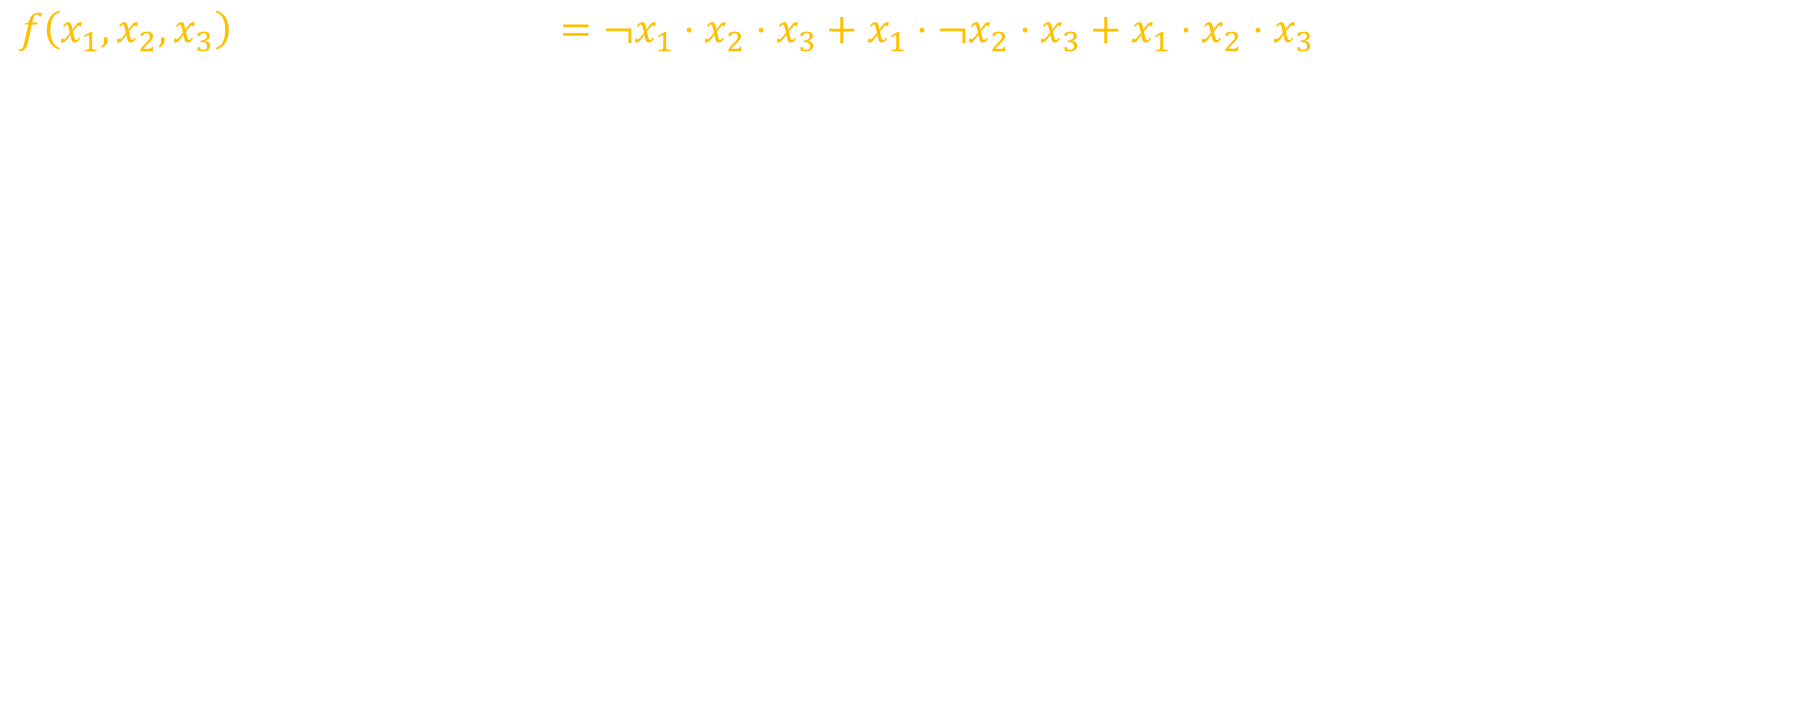 f(x₁, x₂, x₃) = ¬x₁ · x₂ · x₃ + x₁ · ¬x₂ · x₃ + x₁ · x₂ · x₃